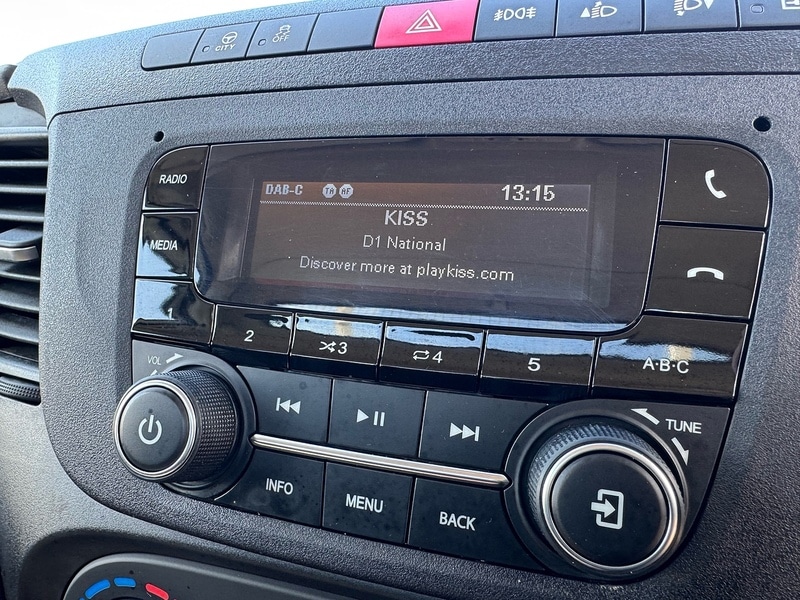 CITY
OFF
RADIO
DAB-C TA AF 13:15
KISS
D1 National
Discover more at playkiss.com
MEDIA
1
2
3
4
5
A·B·C
VOL
TUNE
INFO
MENU
BACK